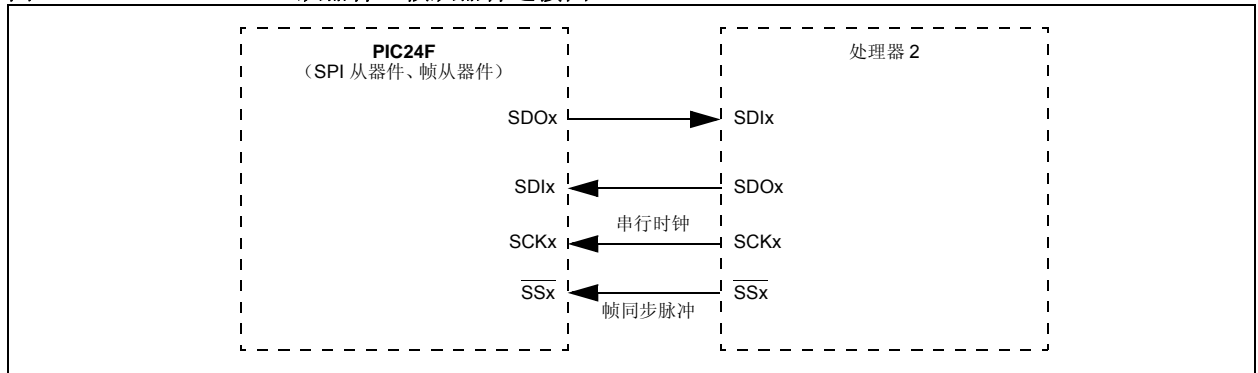 PIC24F
（SPI 从器件、帧从器件）
处理器 2
SDOx
SDIx
SDIx
SDOx
串行时钟
SCKx
SCKx
SSx
SSx
帧同步脉冲